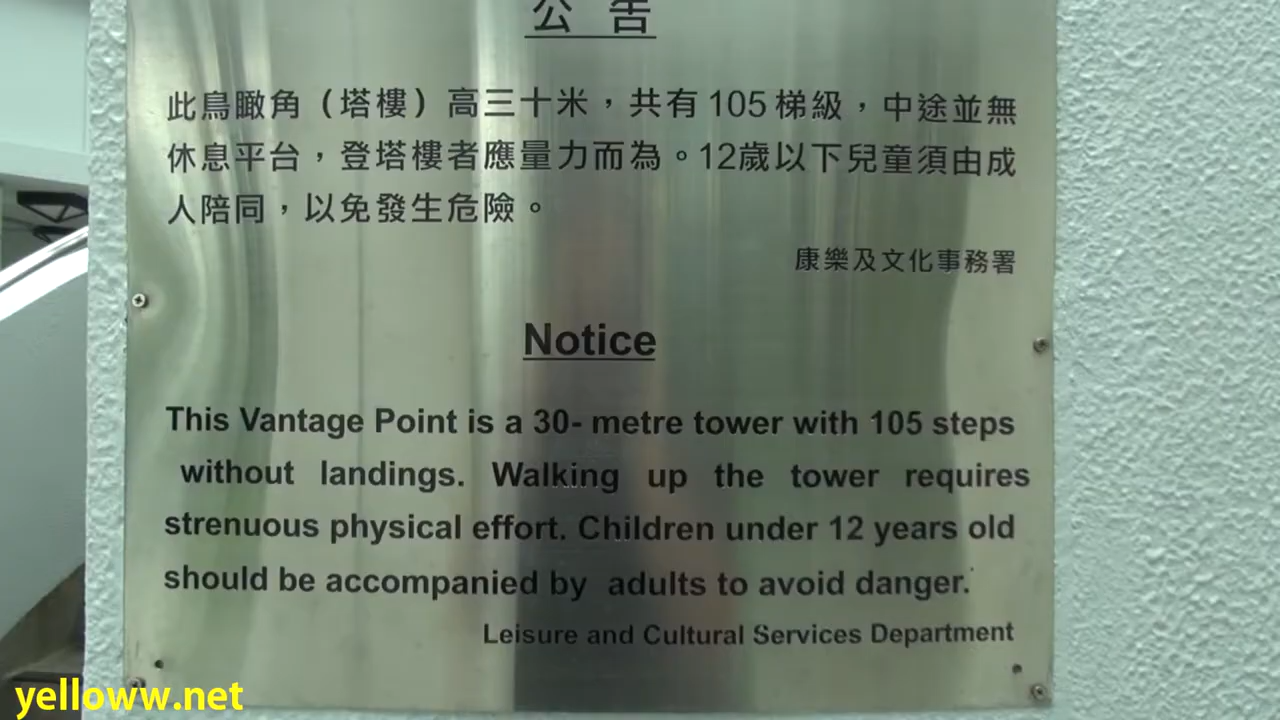 公告
此鳥瞰角（塔樓）高三十米，共有105梯級，中途並無
休息平台，登塔樓者應量力而為。12歲以下兒童須由成
人陪同，以免發生危險。
康樂及文化事務署
Notice
This Vantage Point is a 30- metre tower with 105 steps
without landings. Walking up the tower requires
strenuous physical effort. Children under 12 years old
should be accompanied by adults to avoid danger.
Leisure and Cultural Services Department
yelloww.net